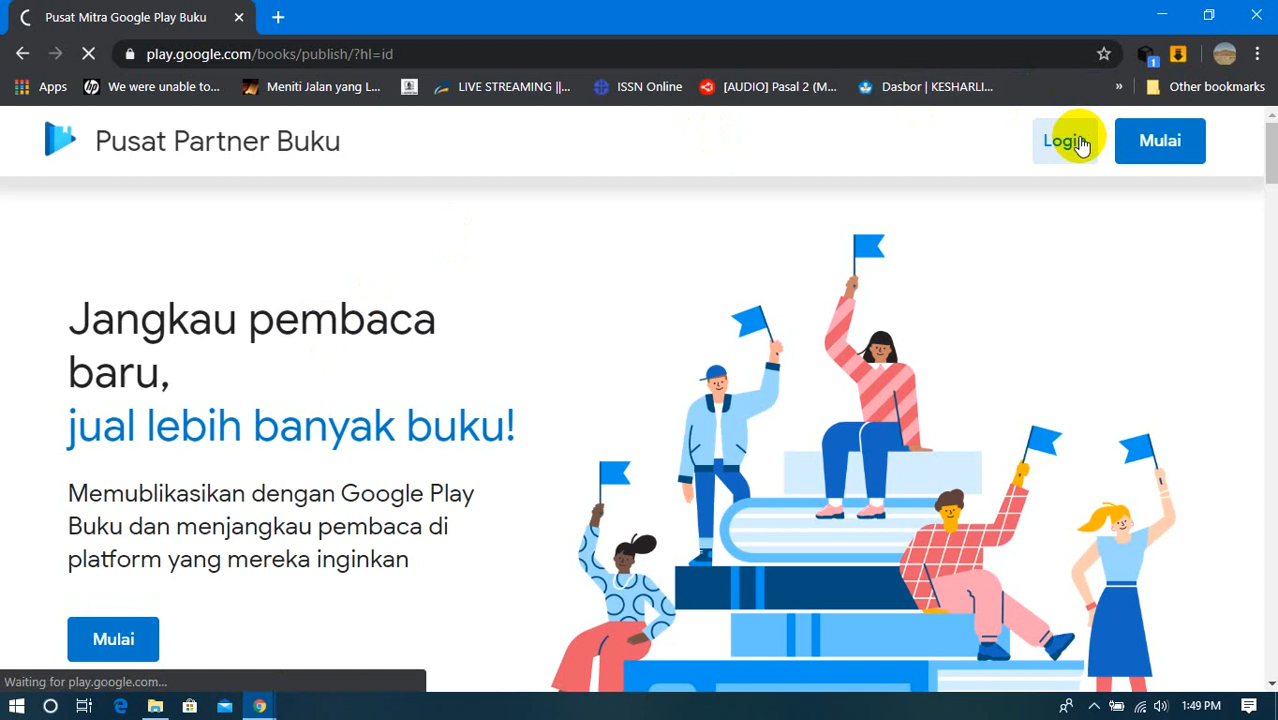 Pusat Mitra Google Play Buku
play.google.com/books/publish/?hl=id
1
Apps
We were unable to...
Meniti Jalan yang L...
LIVE STREAMING ||...
ISSN Online
[AUDIO] Pasal 2 (M...
Dasbor | KESHARLI...
»
Other bookmarks
Pusat Partner Buku
Login
Mulai
Jangkau pembaca
baru,
jual lebih banyak buku!
Memublikasikan dengan Google Play
Buku dan menjangkau pembaca di
platform yang mereka inginkan
Mulai
Waiting for play.google.com...
1:49 PM